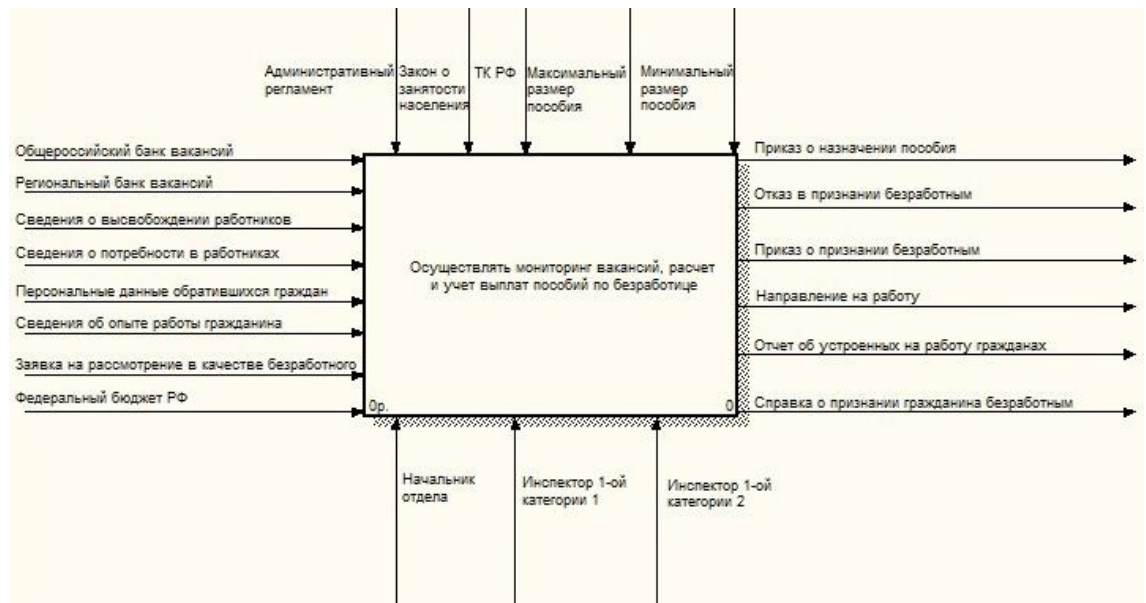 Административный
регламент
Закон о
занятости
населения
ТК РФ
Максимальный
размер
пособия
Минимальный
размер
пособия
Общероссийский банк вакансий
Региональный банк вакансий
Сведения о высвобождении работников
Сведения о потребности в работниках
Персональные данные обратившихся граждан
Сведения об опыте работы гражданина
Заявка на рассмотрение в качестве безработного
Федеральный бюджет РФ
Осуществлять мониторинг вакансий, расчет
и учет выплат пособий по безработице
0р.
0
Приказ о назначении пособия
Отказ в признании безработным
Приказ о признании безработным
Направление на работу
Отчет об устроенных на работу гражданах
Справка о признании гражданина безработным
Начальник
отдела
Инспектор 1-ой
категории 1
Инспектор 1-ой
категории 2